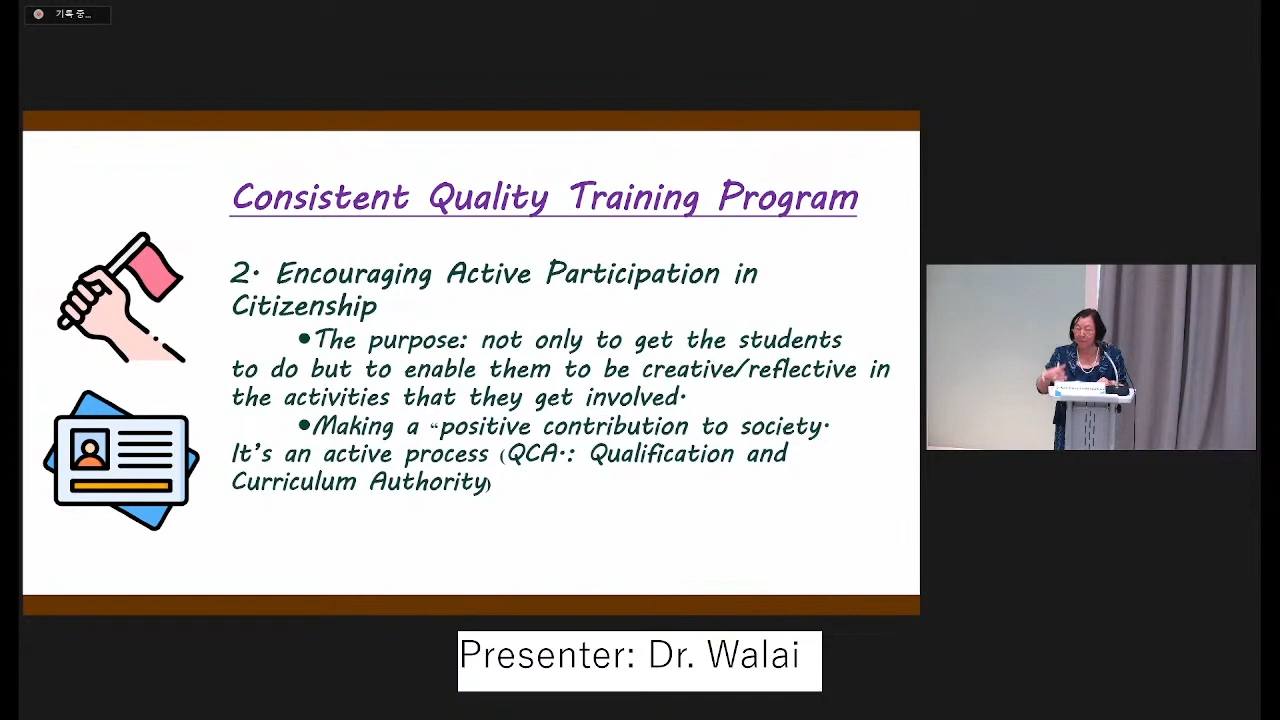 기록 중...
Consistent Quality Training Program
2. Encouraging Active Participation in
Citizenship
•The purpose: not only to get the students
to do but to enable them to be creative/reflective in
the activities that they get involved.
•Making a “positive contribution to society.
It’s an active process (QCA.: Qualification and
Curriculum Authority)
Presenter: Dr. Walai